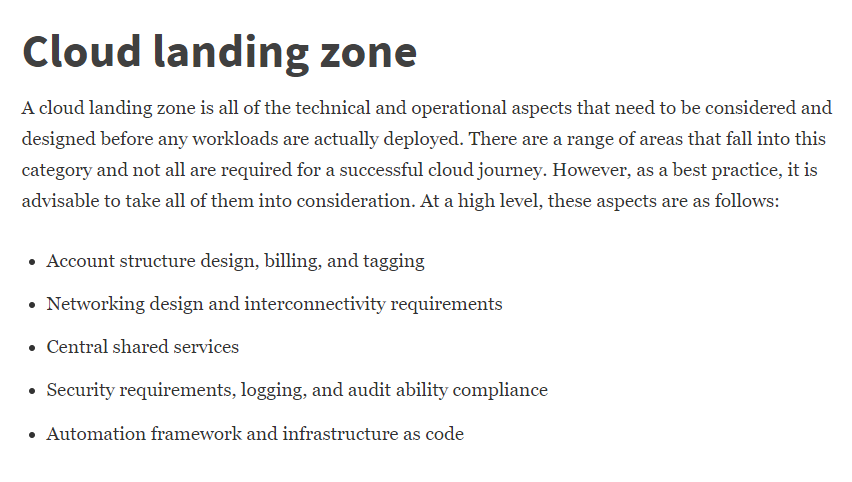 Cloud landing zone
A cloud landing zone is all of the technical and operational aspects that need to be considered and
designed before any workloads are actually deployed. There are a range of areas that fall into this
category and not all are required for a successful cloud journey. However, as a best practice, it is
advisable to take all of them into consideration. At a high level, these aspects are as follows:
• Account structure design, billing, and tagging
• Networking design and interconnectivity requirements
• Central shared services
• Security requirements, logging, and audit ability compliance
• Automation framework and infrastructure as code